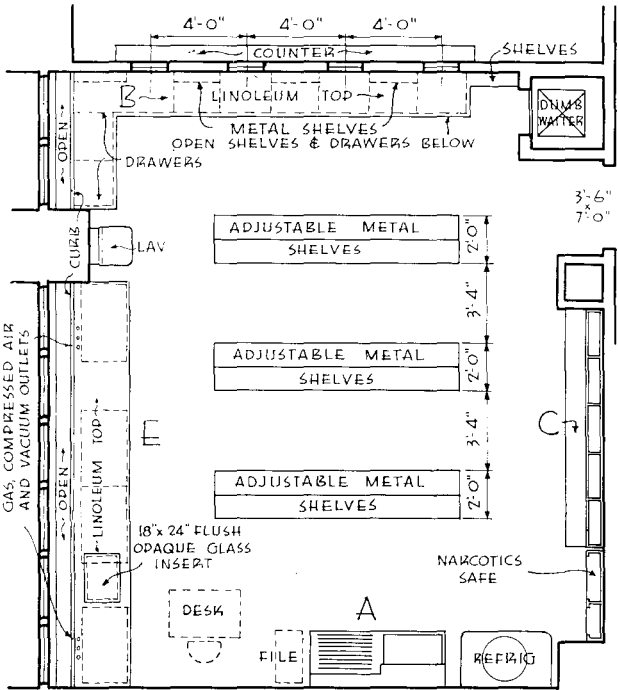 4'-0" 4'-0" 4'-0"
COUNTER
SHELVES
B
LINOLEUM TOP
DUMB
WAITER
METAL SHELVES
OPEN SHELVES & DRAWERS BELOW
OPEN
DRAWERS
3'-6"
x
7'-0"
CURB
LAV
ADJUSTABLE METAL
SHELVES
2'-0"
3'-4"
GAS, COMPRESSED AIR
AND VACUUM OUTLETS
ADJUSTABLE METAL
SHELVES
2'-0"
E
C
3'-4"
OPEN
LINOLEUM TOP
ADJUSTABLE METAL
SHELVES
2'-0"
18" x 24" FLUSH
OPAQUE GLASS
INSERT
NARCOTICS
SAFE
DESK
A
FILE
REFRIG